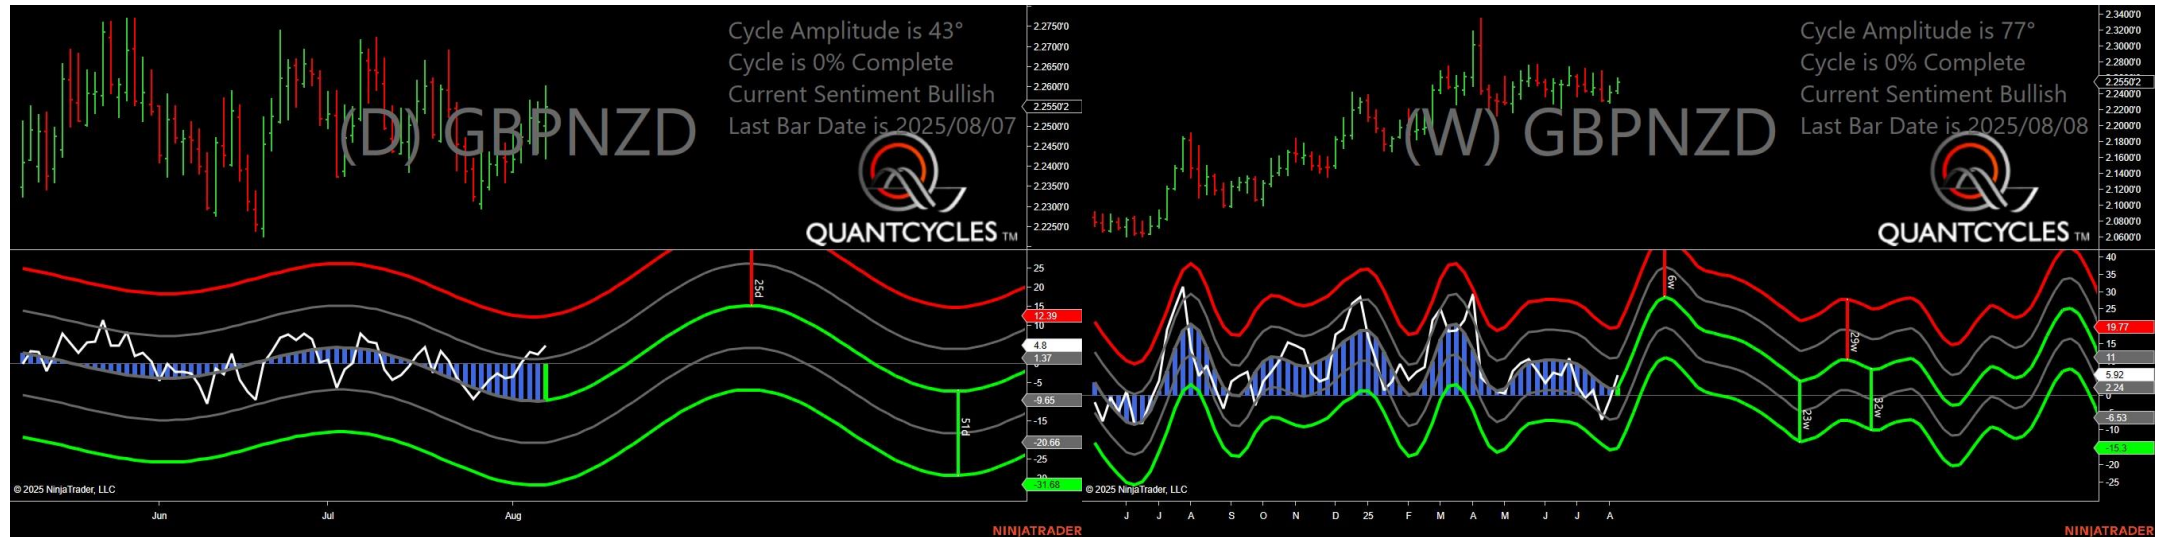 Cycle Amplitude is 43°
Cycle is 0% Complete
Current Sentiment Bullish
Last Bar Date is 2025/08/07
(D) GBPNZD
QUANTCYCLES TM
2.2750'0
2.2700'0
2.2650'0
2.2600'0
2.2550'2
2.2500'0
2.2450'0
2.2400'0
2.2350'0
2.2300'0
2.2250'0
25d
51d
25
20
15
12.39
10
4.8
1.37
-5
-9.65
-15
-20.66
-25
-31.68
© 2025 NinjaTrader, LLC
Jun Jul Aug
NINJATRADER
Cycle Amplitude is 77°
Cycle is 0% Complete
Current Sentiment Bullish
Last Bar Date is 2025/08/08
(W) GBPNZD
QUANTCYCLES TM
2.3400'0
2.3200'0
2.3000'0
2.2800'0
2.2550'2
2.2400'0
2.2200'0
2.2000'0
2.1800'0
2.1600'0
2.1400'0
2.1200'0
2.1000'0
2.0800'0
2.0600'0
6w
29w
23w
32w
40
35
30
25
19.77
15
11
5.92
2.24
0
-6.53
-10
-15.3
-20
-25
© 2025 NinjaTrader, LLC
J J A S O N D 25 F M A M J J A
NINJATRADER